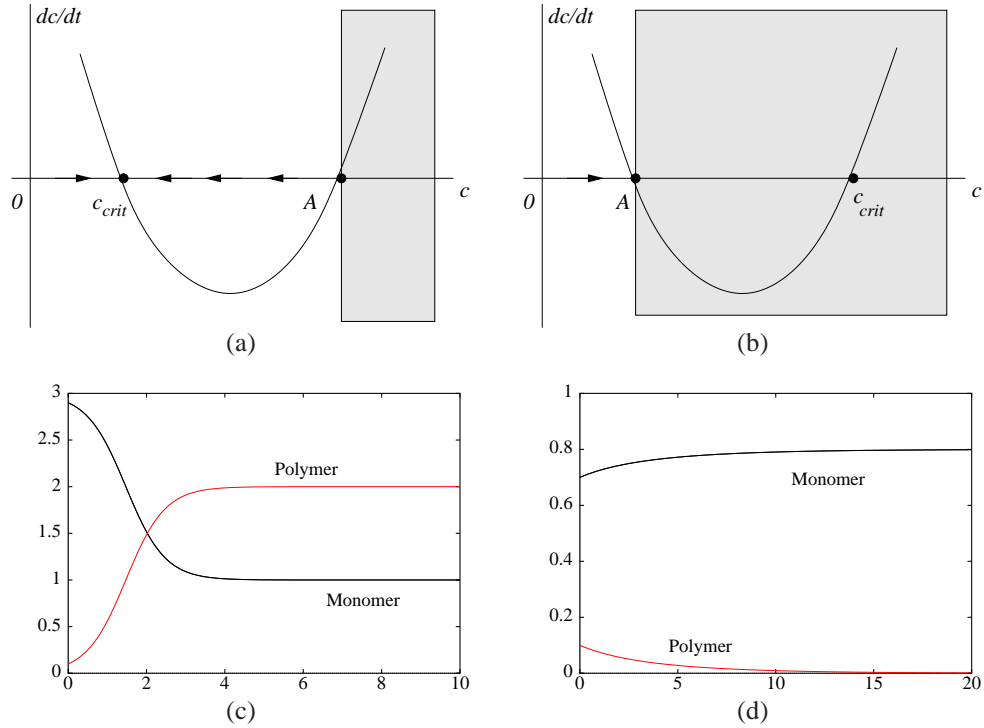 dc/dt
0
c_crit
A
c
(a)
dc/dt
0
A
c_crit
c
(b)
3
2.5
2
1.5
1
0.5
0
0 2 4 6 8 10
Polymer
Monomer
(c)
1
0.8
0.6
0.4
0.2
0
0 5 10 15 20
Monomer
Polymer
(d)